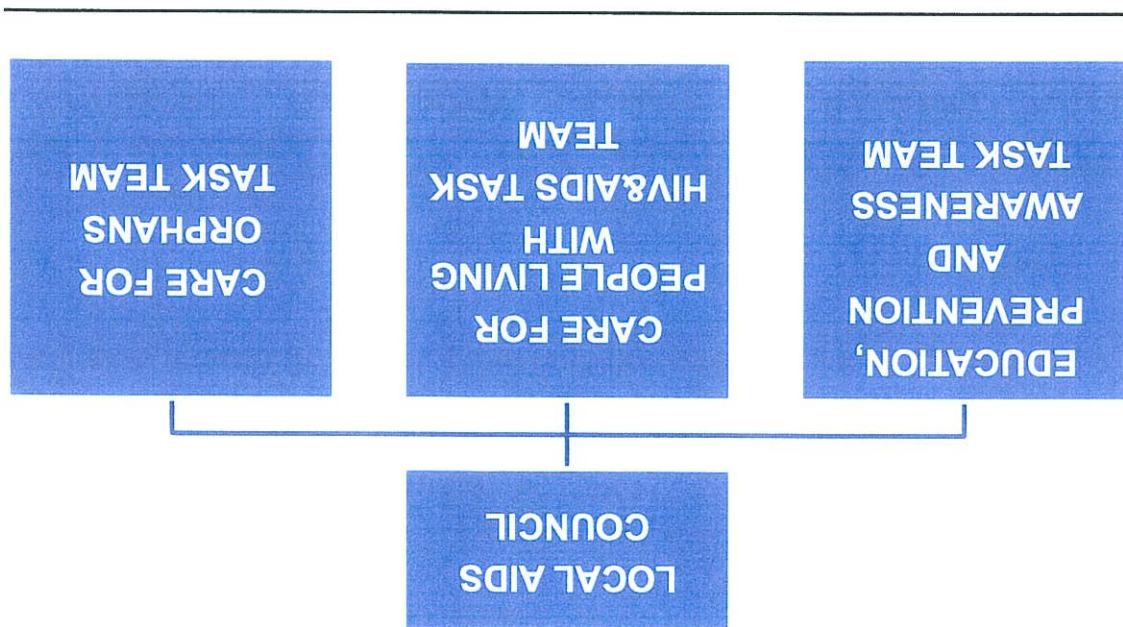 LOCAL AIDS
COUNCIL
EDUCATION,
PREVENTION
AND
AWARENESS
TASK TEAM
CARE FOR
PEOPLE LIVING
WITH
HIV&AIDS TASK
TEAM
CARE FOR
ORPHANS
TASK TEAM